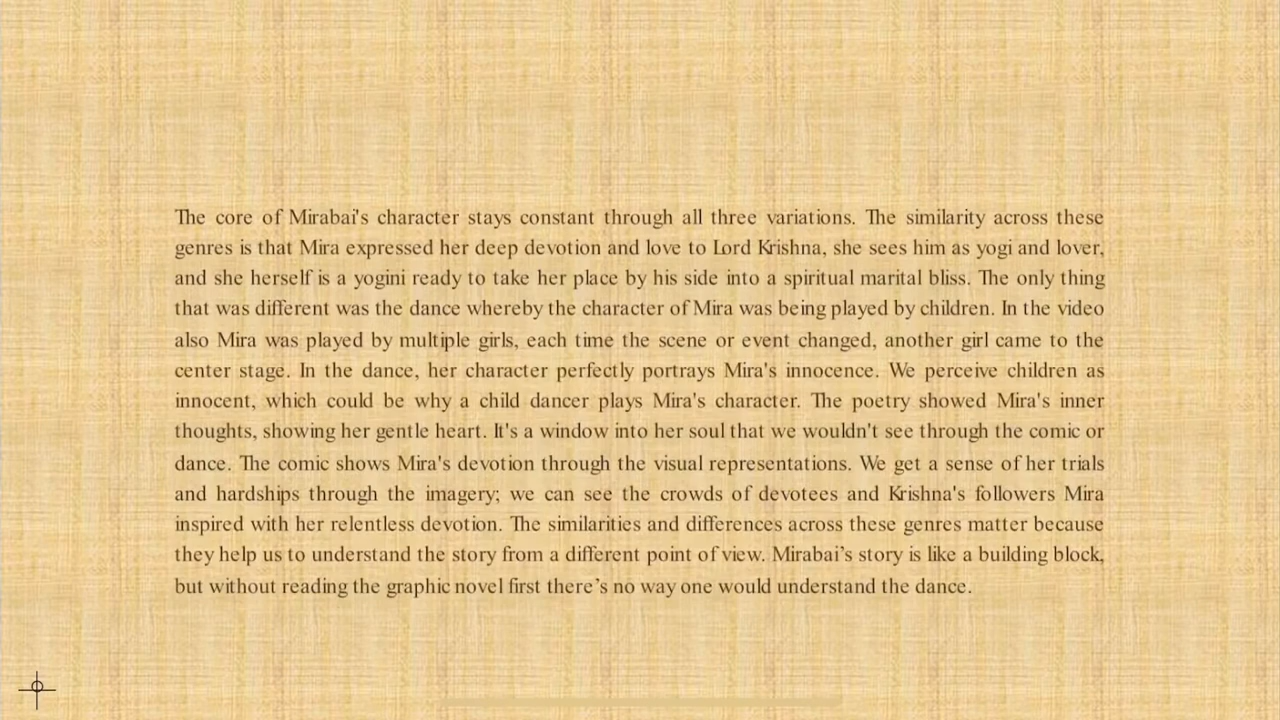 The core of Mirabai's character stays constant through all three variations. The similarity across these
genres is that Mira expressed her deep devotion and love to Lord Krishna, she sees him as yogi and lover,
and she herself is a yogini ready to take her place by his side into a spiritual marital bliss. The only thing
that was different was the dance whereby the character of Mira was being played by children. In the video
also Mira was played by multiple girls, each time the scene or event changed, another girl came to the
center stage. In the dance, her character perfectly portrays Mira's innocence. We perceive children as
innocent, which could be why a child dancer plays Mira's character. The poetry showed Mira's inner
thoughts, showing her gentle heart. It's a window into her soul that we wouldn't see through the comic or
dance. The comic shows Mira's devotion through the visual representations. We get a sense of her trials
and hardships through the imagery; we can see the crowds of devotees and Krishna's followers Mira
inspired with her relentless devotion. The similarities and differences across these genres matter because
they help us to understand the story from a different point of view. Mirabai’s story is like a building block,
but without reading the graphic novel first there’s no way one would understand the dance.